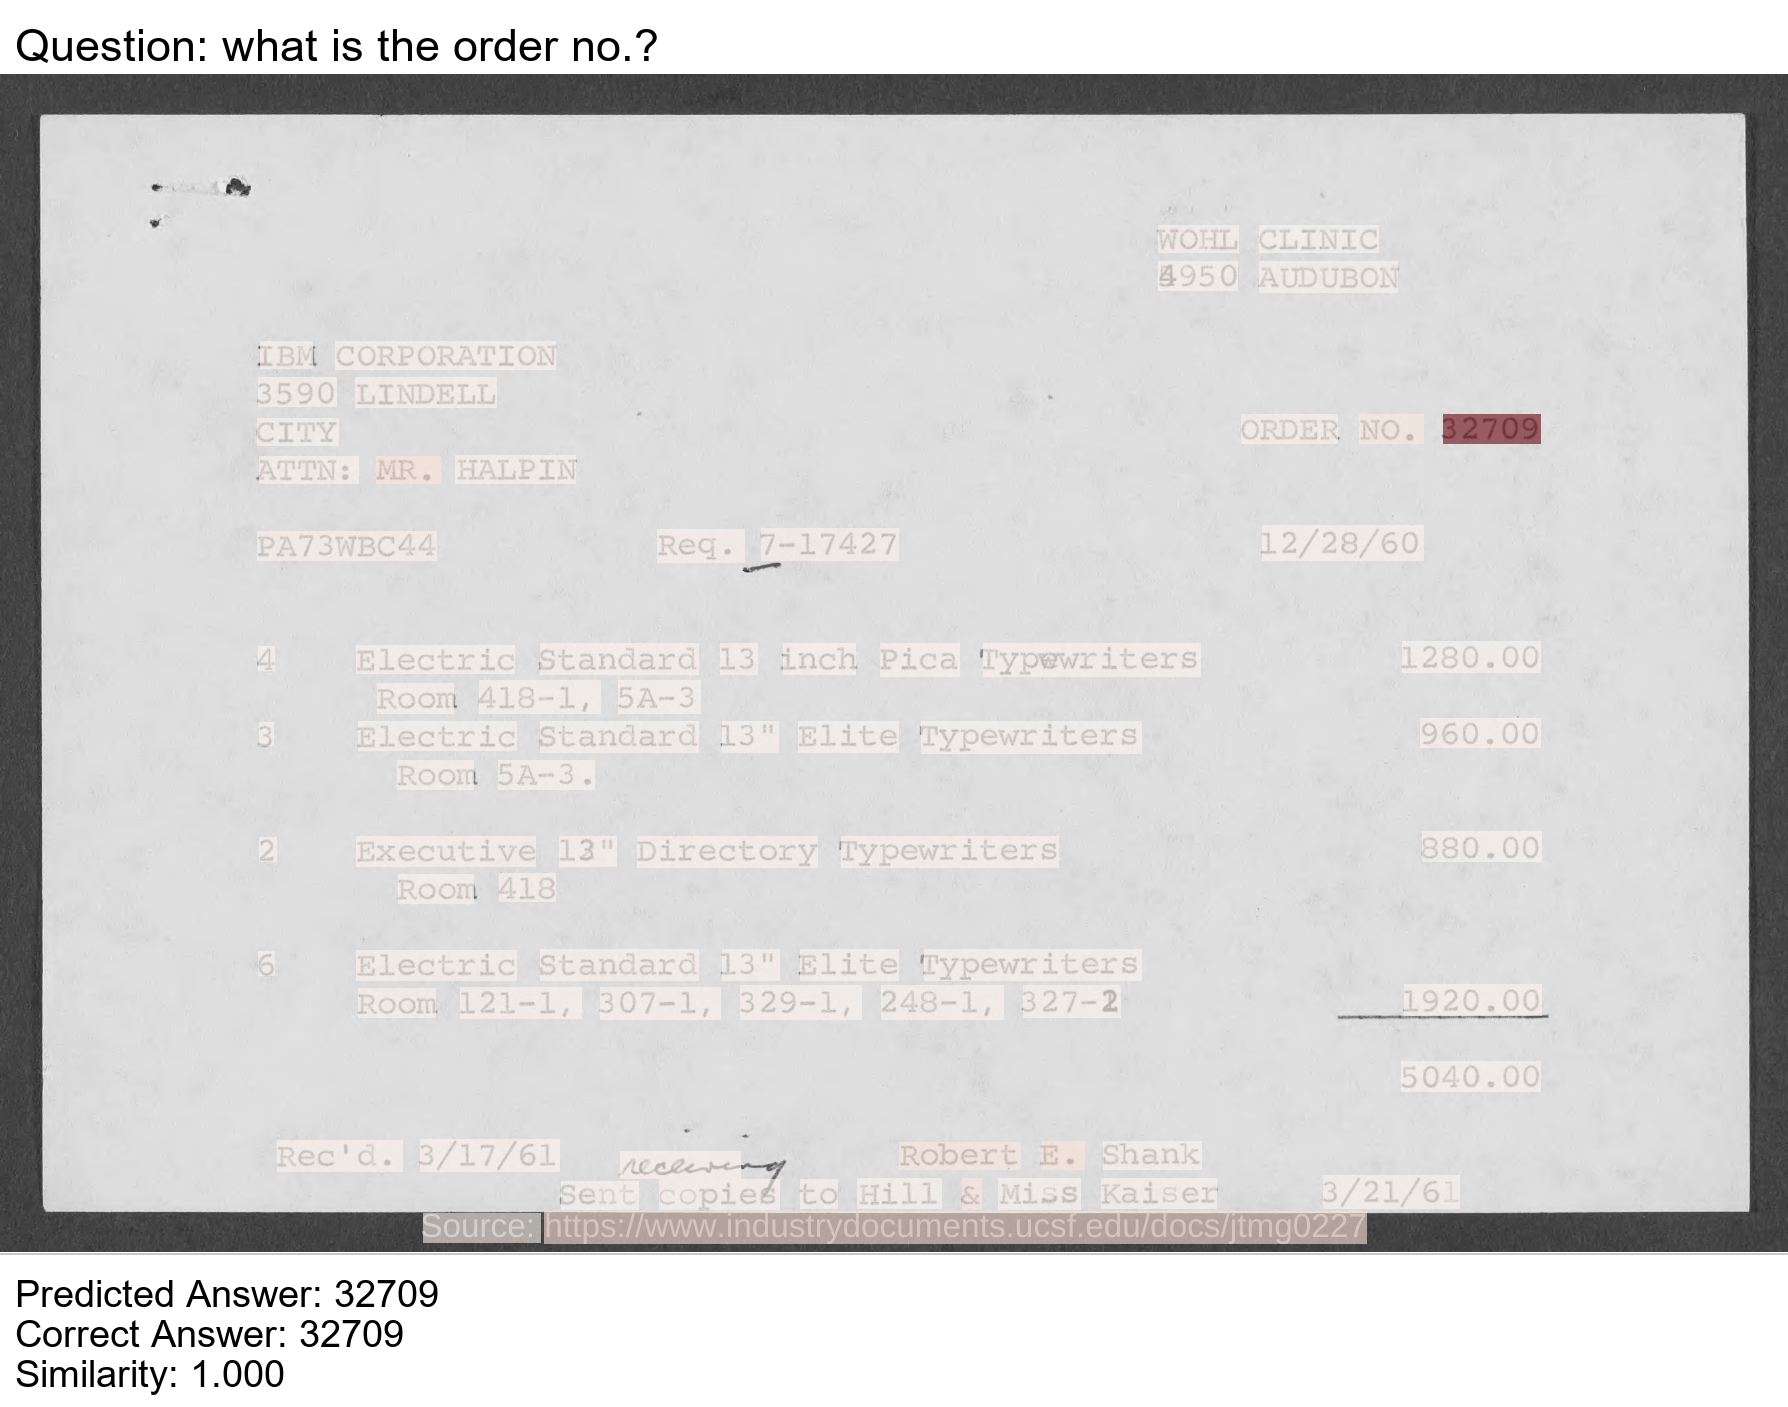 Question: what is the order no.?
WOHL CLINIC
4950 AUDUBON
IBM CORPORATION
3590 LINDELL
CITY
ORDER NO. 32709
ATTN: MR. HALPIN
PA73WBC44 Req. 7-17427 12/28/60
4 Electric Standard 13 inch Pica Typewriters 1280.00
Room 418-1, 5A-3
3 Electric Standard 13" Elite Typewriters 960.00
Room 5A-3.
2 Executive 13" Directory Typewriters 880.00
Room 418
6 Electric Standard 13" Elite Typewriters
Room 121-1, 307-1, 329-1, 248-1, 327-2 1920.00
5040.00
Rec'd. 3/17/61 receiving Robert E. Shank
Sent copies to Hill & Miss Kaiser 3/21/61
Source: https://www.industrydocuments.ucsf.edu/docs/jtmg0227
Predicted Answer: 32709
Correct Answer: 32709
Similarity: 1.000